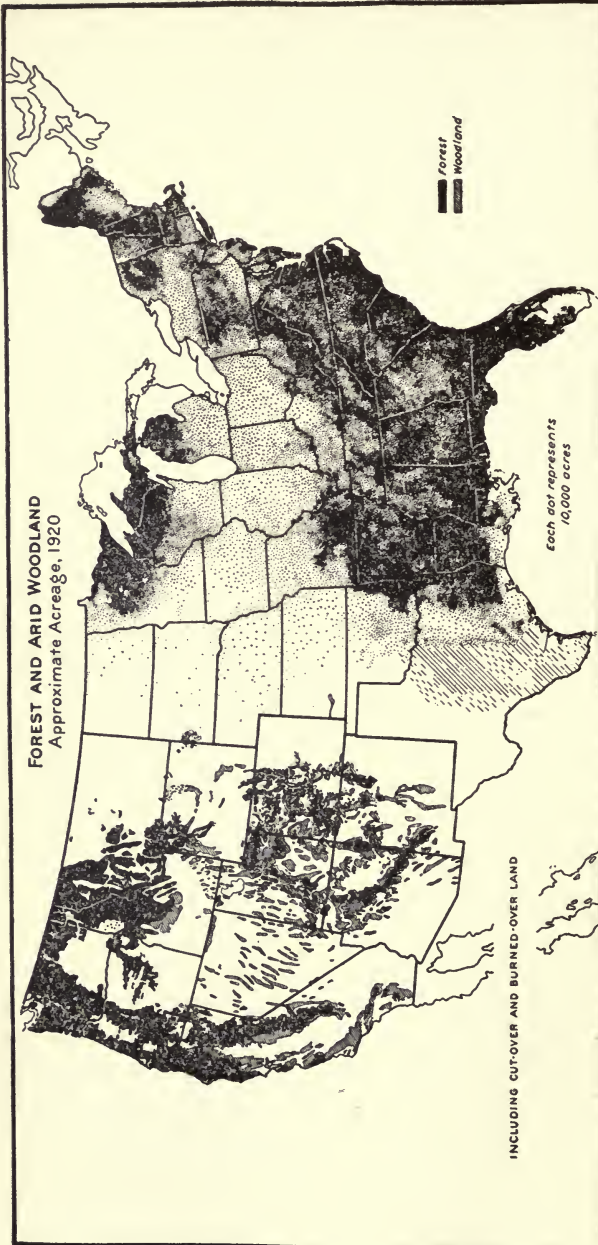 FOREST AND ARID WOODLAND
Approximate Acreage, 1920
Forest
Woodland
Each dot represents
10,000 acres
INCLUDING CUT-OVER AND BURNED-OVER LAND